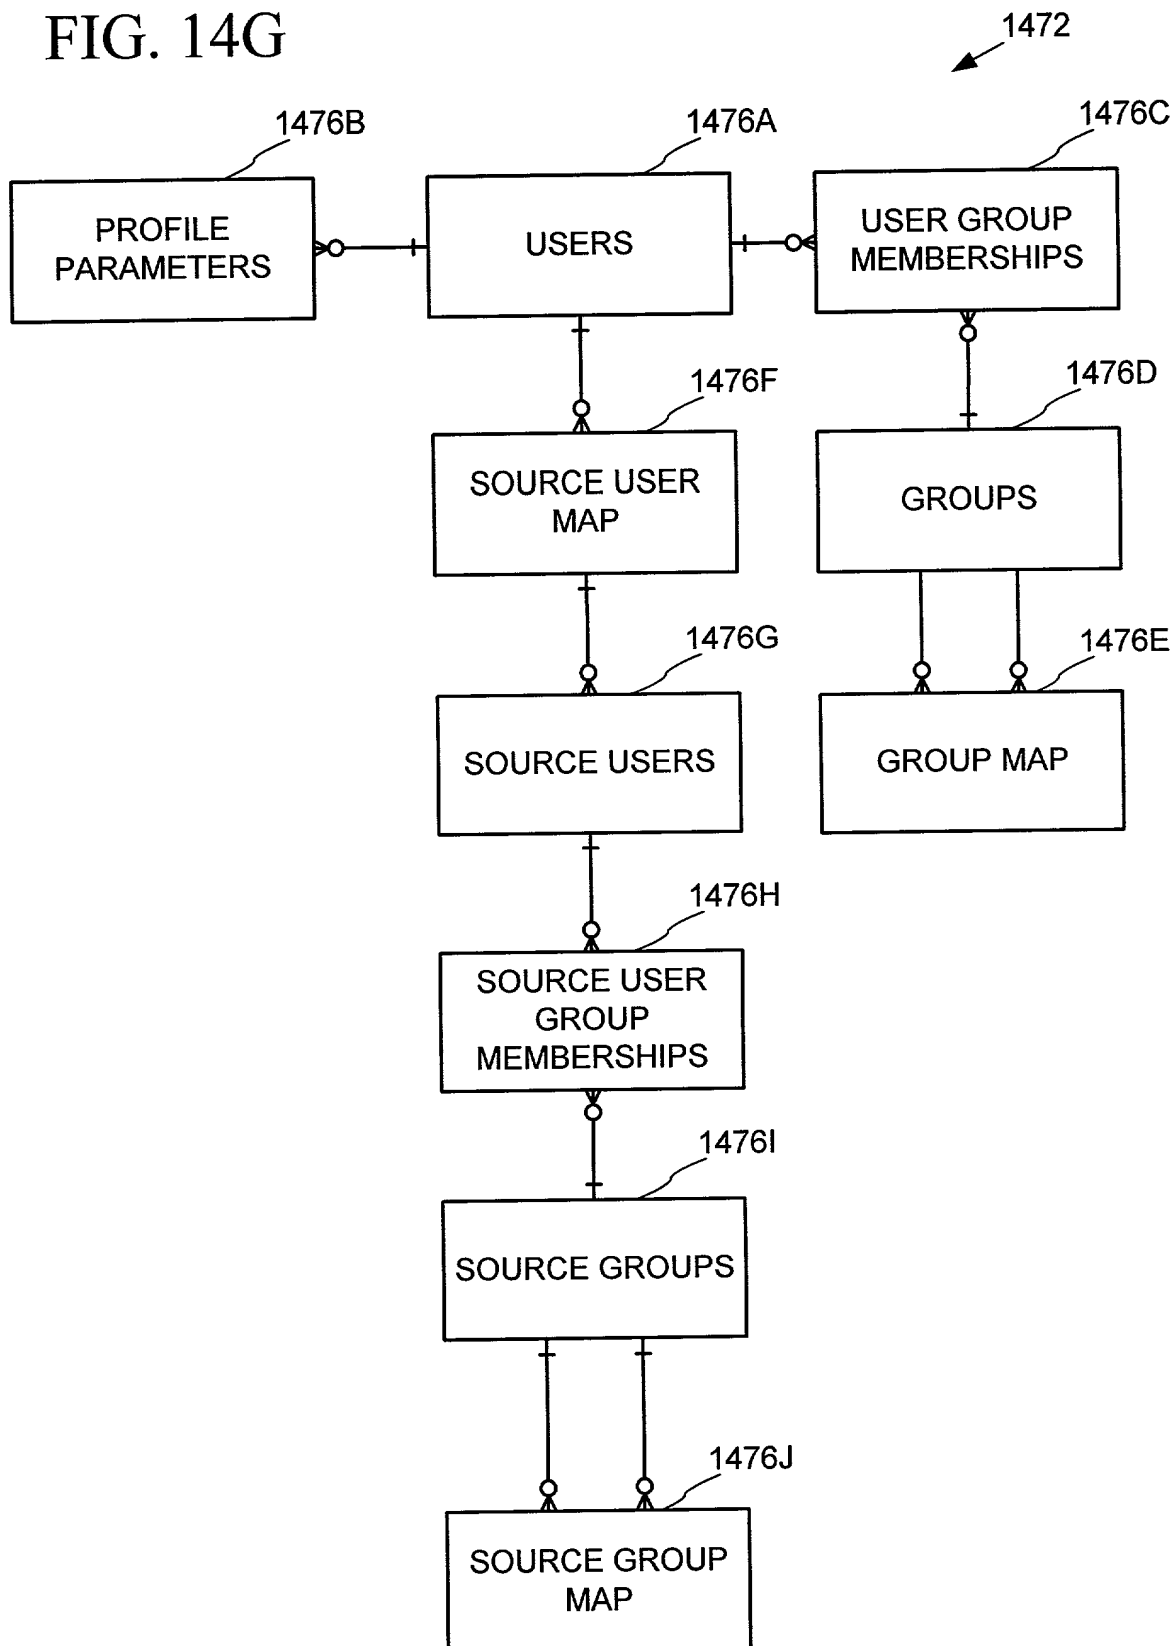 FIG. 14G
1472
1476B
1476A
1476C
PROFILE
PARAMETERS
USERS
USER GROUP
MEMBERSHIPS
1476F
1476D
SOURCE USER
MAP
GROUPS
1476G
1476E
SOURCE USERS
GROUP MAP
1476H
SOURCE USER
GROUP
MEMBERSHIPS
1476I
SOURCE GROUPS
1476J
SOURCE GROUP
MAP